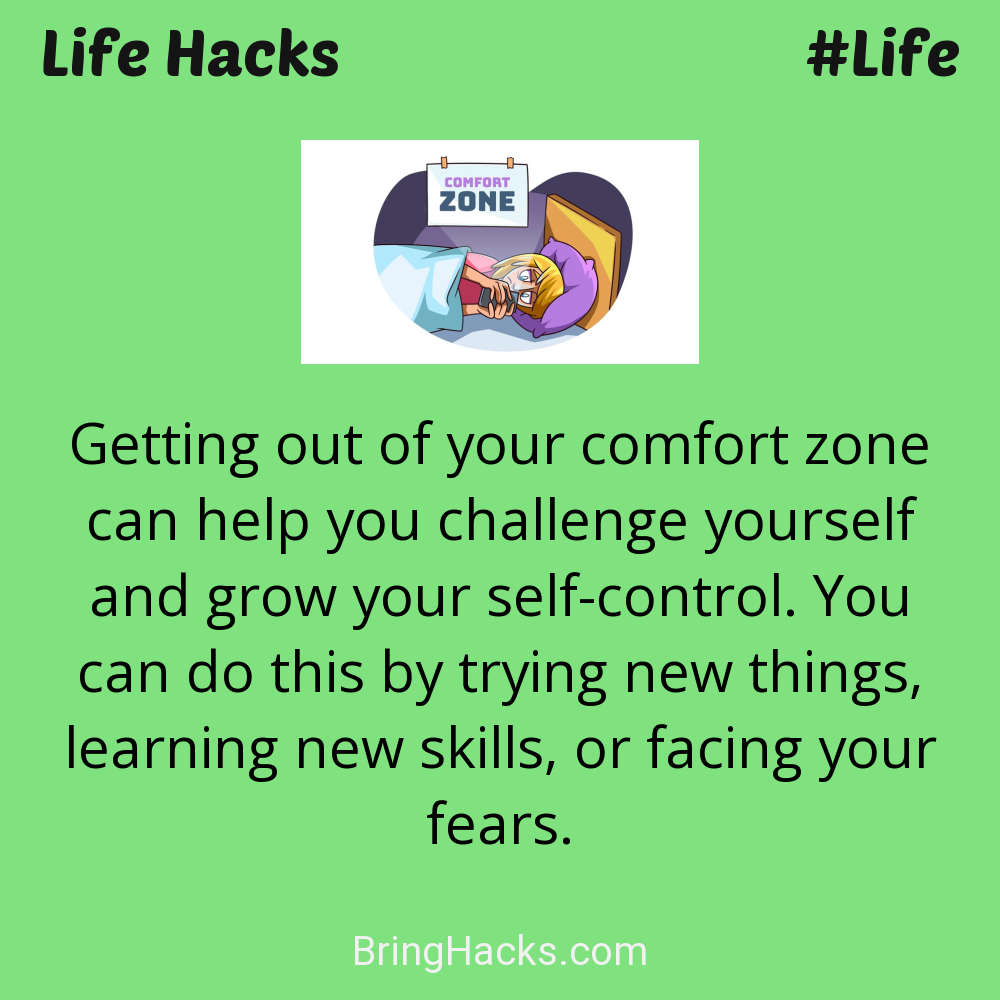 Life Hacks
#Life
COMFORT
ZONE
Getting out of your comfort zone
can help you challenge yourself
and grow your self-control. You
can do this by trying new things,
learning new skills, or facing your
fears.
BringHacks.com